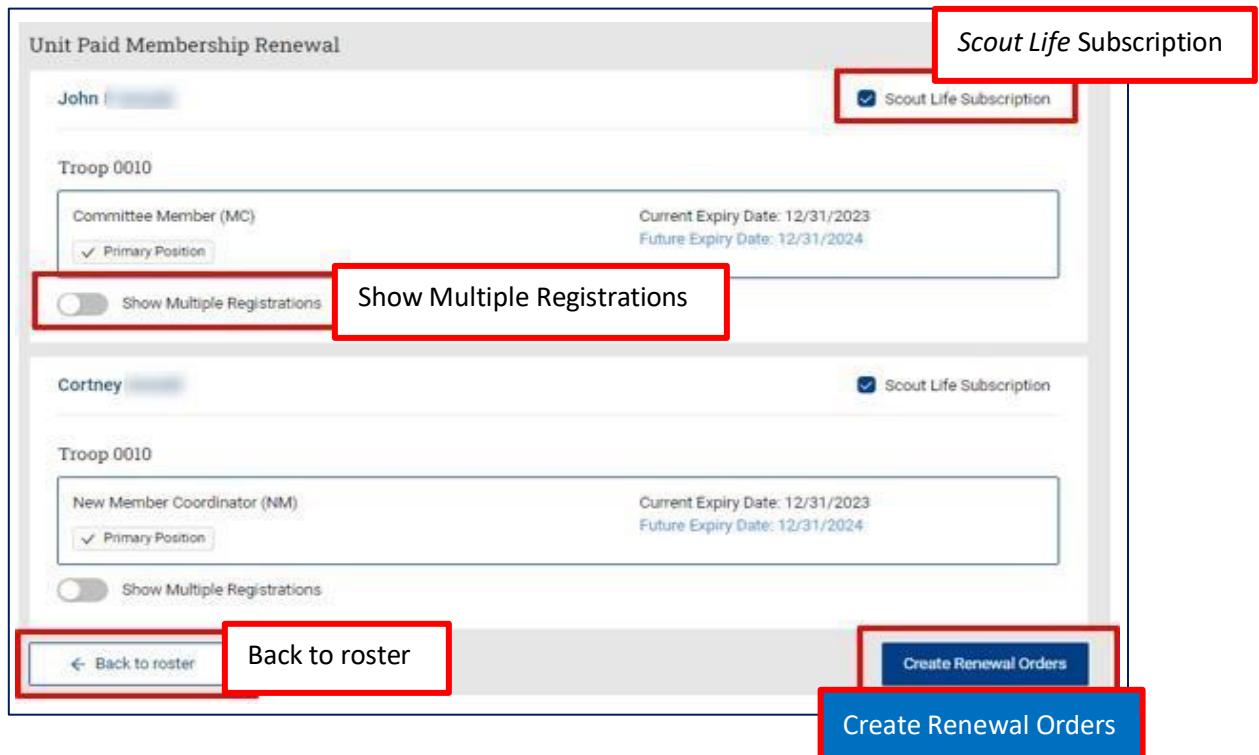 Scout Life Subscription
Unit Paid Membership Renewal
John
Scout Life Subscription
Troop 0010
Committee Member (MC)
Current Expiry Date: 12/31/2023
Primary Position
Future Expiry Date: 12/31/2024
Show Multiple Registrations
Show Multiple Registrations
Cortney
Scout Life Subscription
Troop 0010
New Member Coordinator (NM)
Current Expiry Date: 12/31/2023
Primary Position
Future Expiry Date: 12/31/2024
Show Multiple Registrations
Back to roster
Back to roster
Create Renewal Orders
Create Renewal Orders